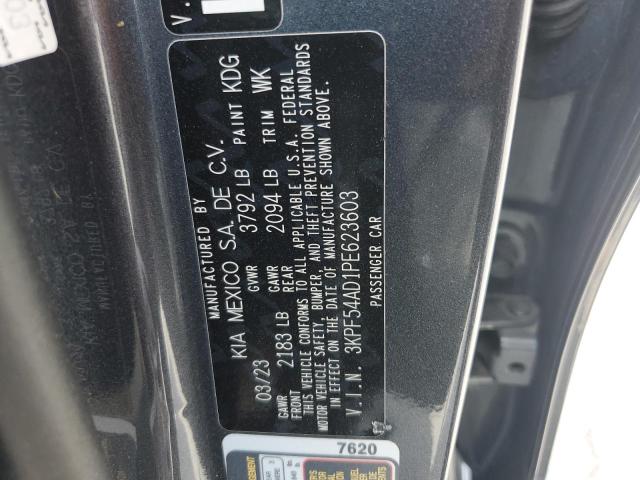 V.
MANUFACTURED BY
KIA MEXICO S.A. DE C.V.
03/23 GVWR 3792 LB PAINT KDG
GAWR FRONT 2183 LB GAWR REAR 2094 LB TRIM WK
THIS VEHICLE CONFORMS TO ALL APPLICABLE U.S.A. FEDERAL
MOTOR VEHICLE SAFETY, BUMPER, AND THEFT PREVENTION STANDARDS
IN EFFECT ON THE DATE OF MANUFACTURE SHOWN ABOVE.
V.I.N. 3KPF54AD1PE623603
PASSENGER CAR
7620